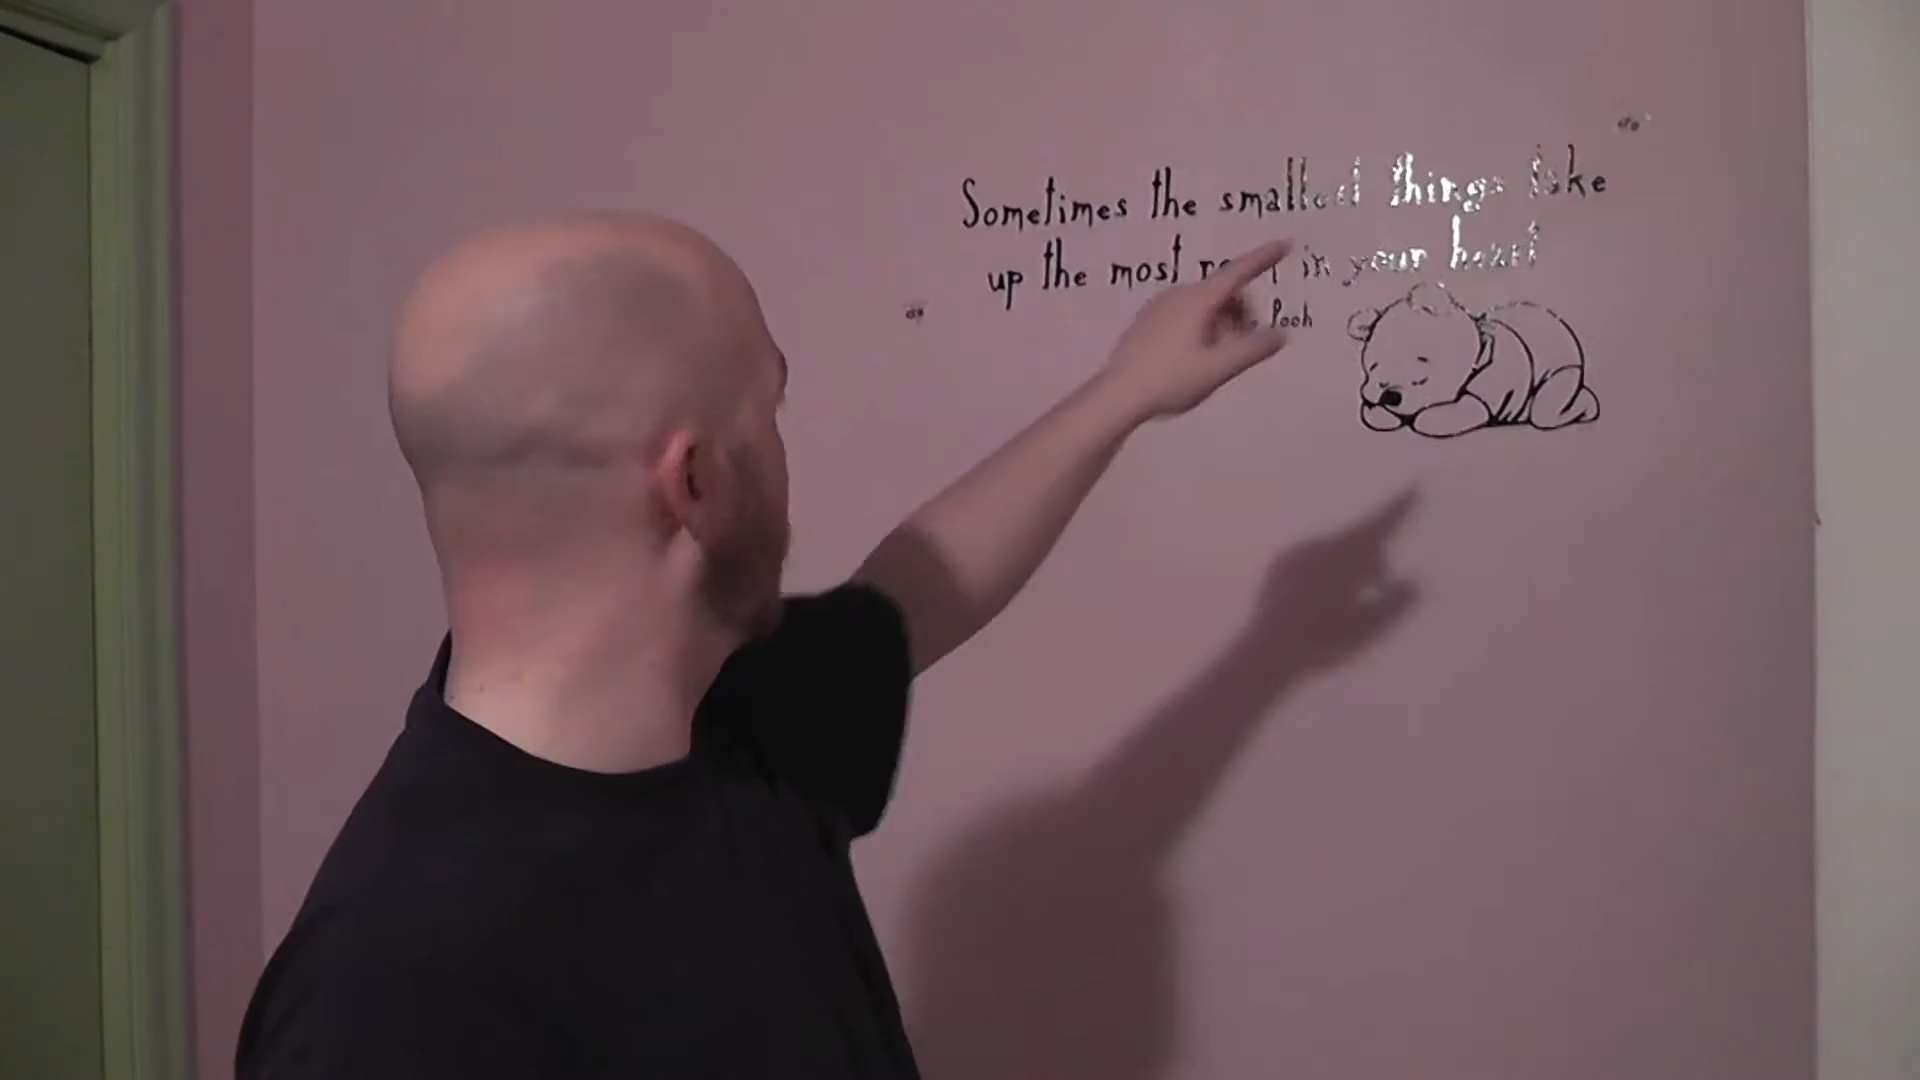 Sometimes the smallest things take
up the most in your heart
Pooh